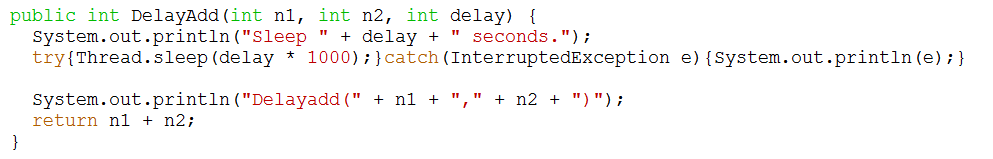 public int DelayAdd(int n1, int n2, int delay) {
  System.out.println("Sleep " + delay + " seconds.");
  try{Thread.sleep(delay * 1000);}catch(InterruptedException e){System.out.println(e);}

  System.out.println("Delayadd(" + n1 + "," + n2 + ")");
  return n1 + n2;
}